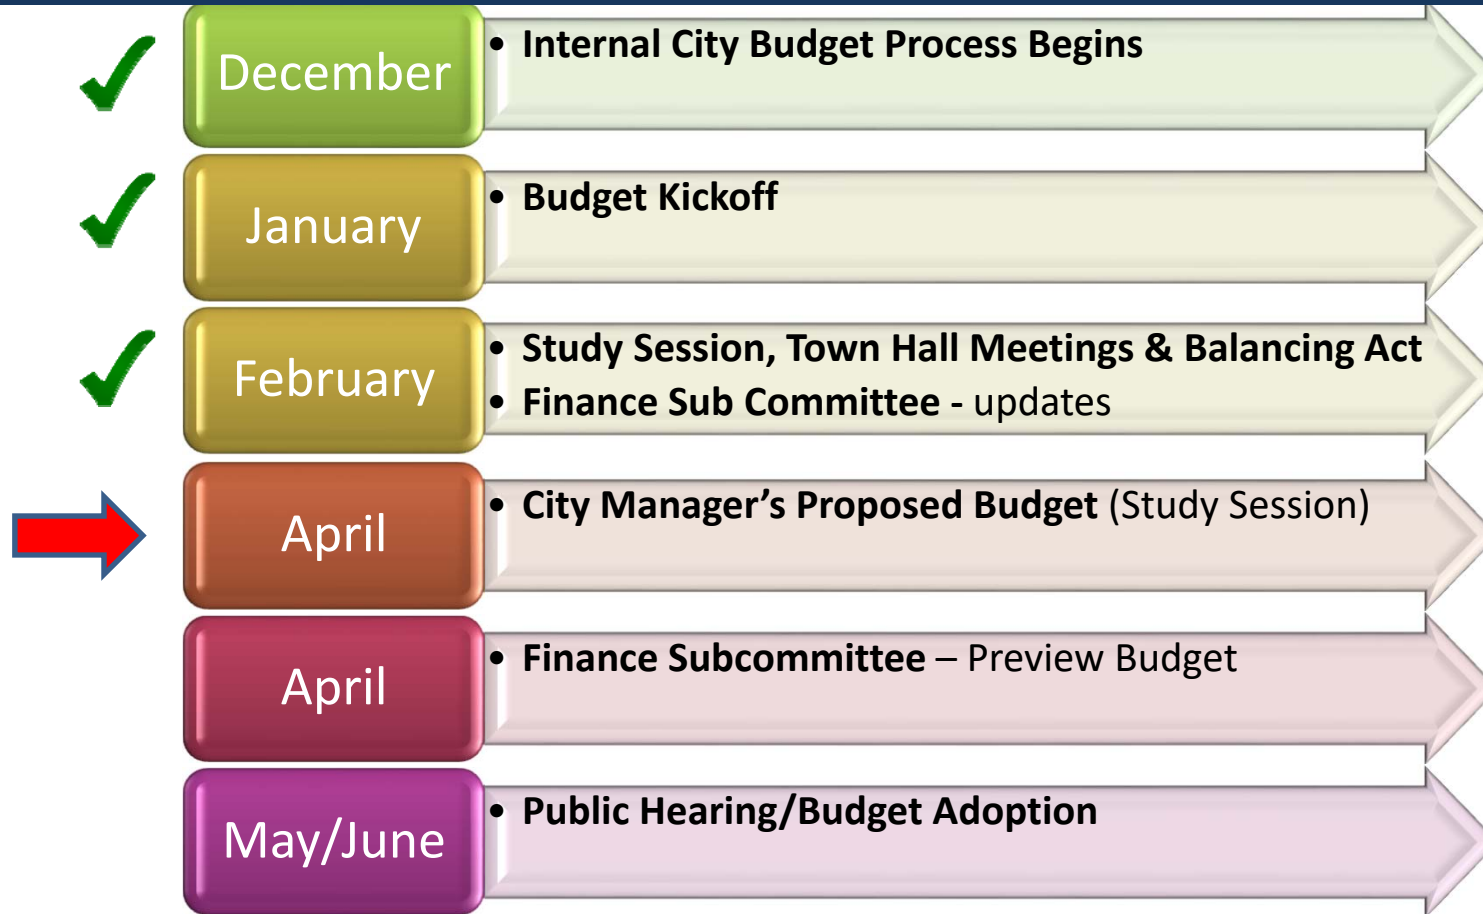 December
• Internal City Budget Process Begins
January
• Budget Kickoff
February
• Study Session, Town Hall Meetings & Balancing Act
• Finance Sub Committee - updates
April
• City Manager’s Proposed Budget (Study Session)
April
• Finance Subcommittee – Preview Budget
May/June
• Public Hearing/Budget Adoption